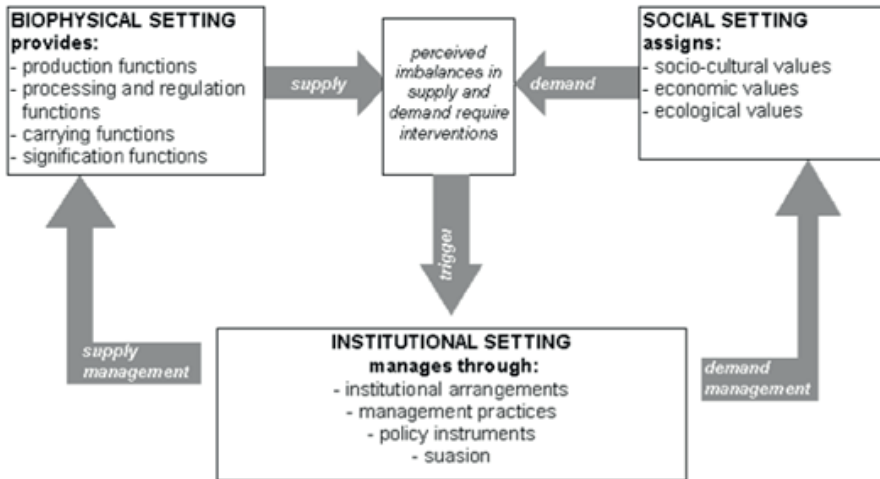 BIOPHYSICAL SETTING
provides:
- production functions
- processing and regulation
functions
- carrying functions
- signification functions
supply
perceived
imbalances in
supply and
demand require
interventions
demand
SOCIAL SETTING
assigns:
- socio-cultural values
- economic values
- ecological values
trigger
supply
management
INSTITUTIONAL SETTING
manages through:
- institutional arrangements
- management practices
- policy instruments
- suasion
demand
management